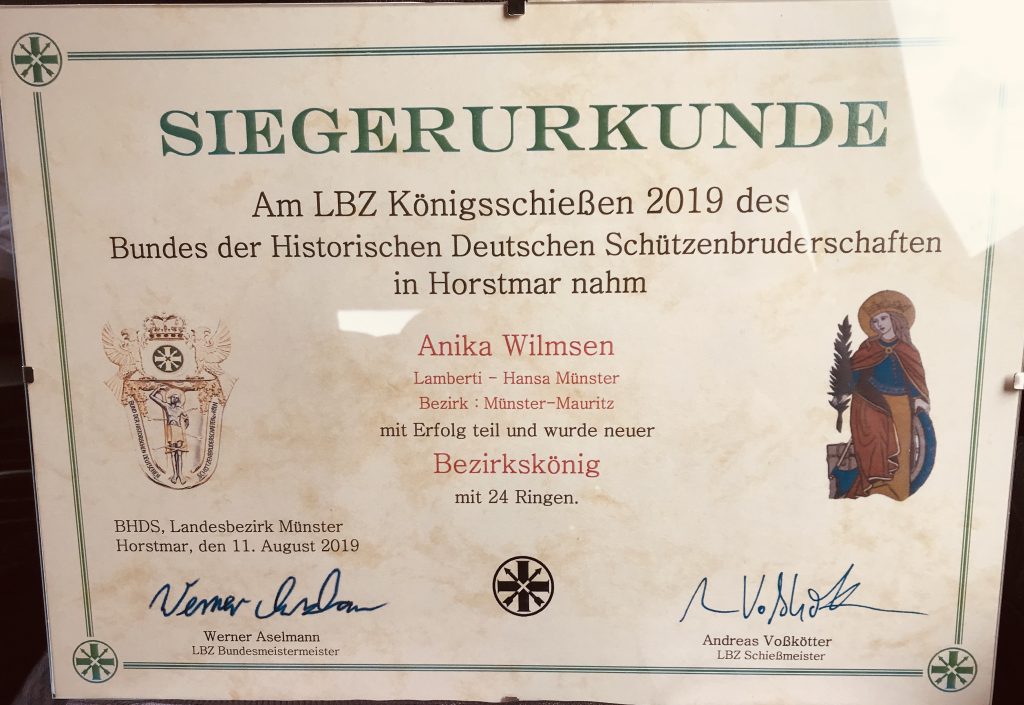 SIEGERURKUNDE
Am LBZ Königsschießen 2019 des
Bundes der Historischen Deutschen Schützenbruderschaften
in Horstmar nahm
Anika Wilmsen
Lamberti - Hansa Münster
Bezirk : Münster-Mauritz
mit Erfolg teil und wurde neuer
Bezirkskönig
mit 24 Ringen.
BHDS, Landesbezirk Münster
Horstmar, den 11. August 2019
Werner Aselmann
LBZ Bundesmeistermeister
Andreas Voßkötter
LBZ Schießmeister